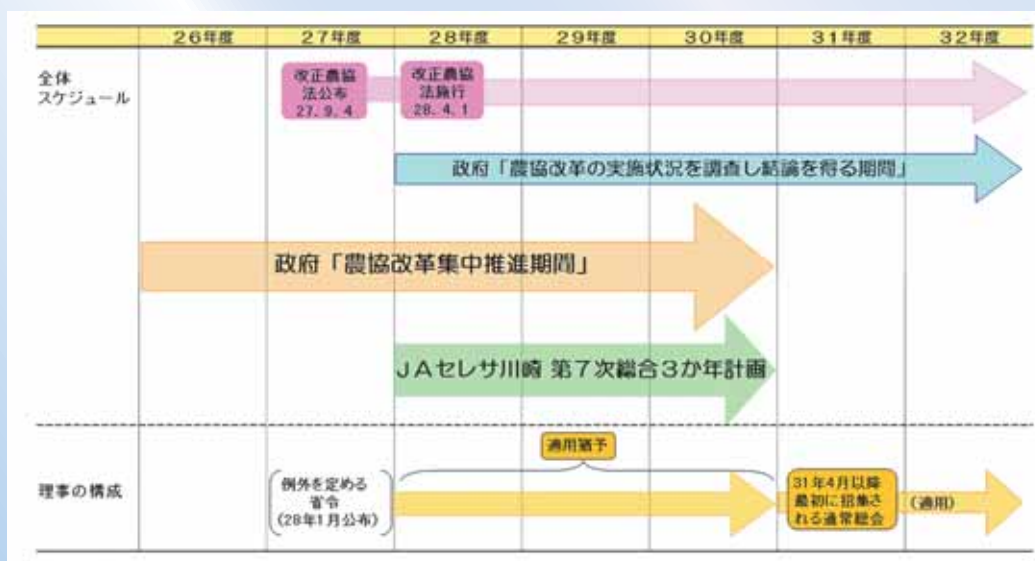 26年度 27年度 28年度 29年度 30年度 31年度 32年度
全体
スケジュール
改正農協
法公布
27.9.4
改正農協
法施行
28.4.1
政府「農協改革の実施状況を調査し結論を得る期間」
政府「農協改革集中推進期間」
JAセレサ川崎 第7次総合3か年計画
理事の構成
例外を定める
省令
(28年1月公布)
適用猶予
31年4月以降
最初に招集さ
れる通常総会
(適用)